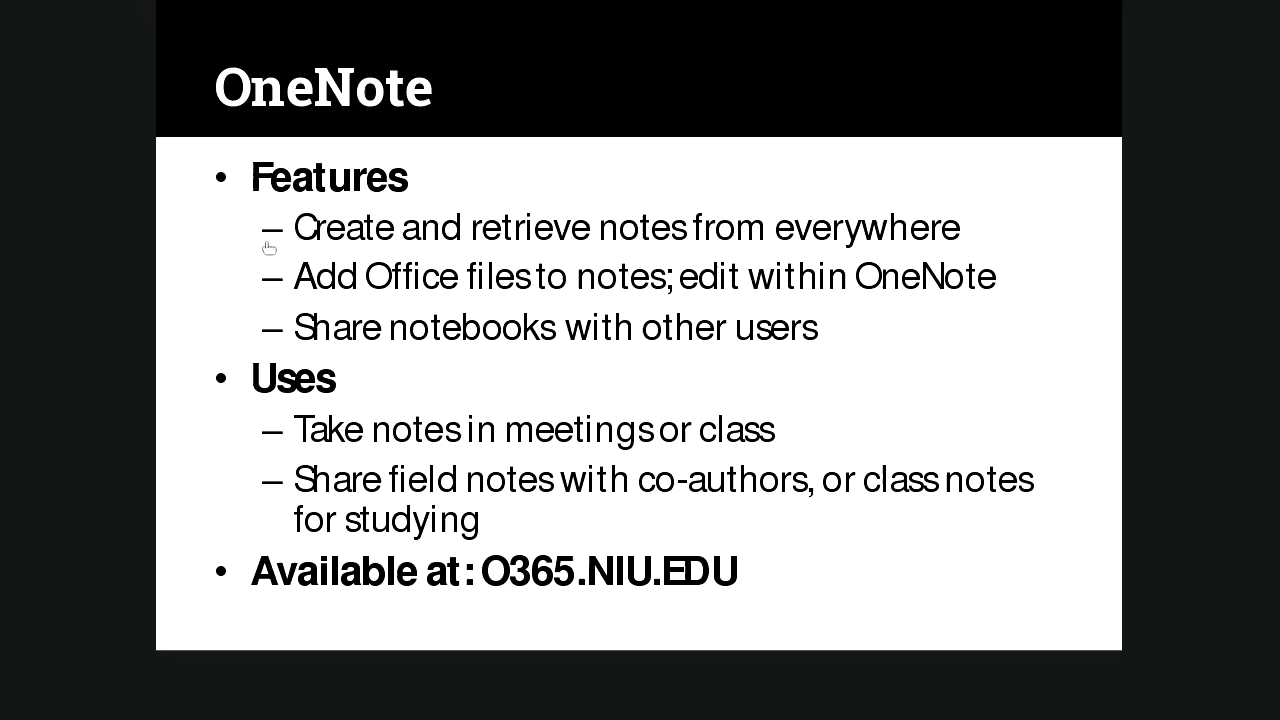 OneNote
• Features
– Create and retrieve notes from everywhere
– Add Office files to notes; edit within OneNote
– Share notebooks with other users
• Uses
– Take notes in meetings or class
– Share field notes with co-authors, or class notes
for studying
• Available at: O365.NIU.EDU